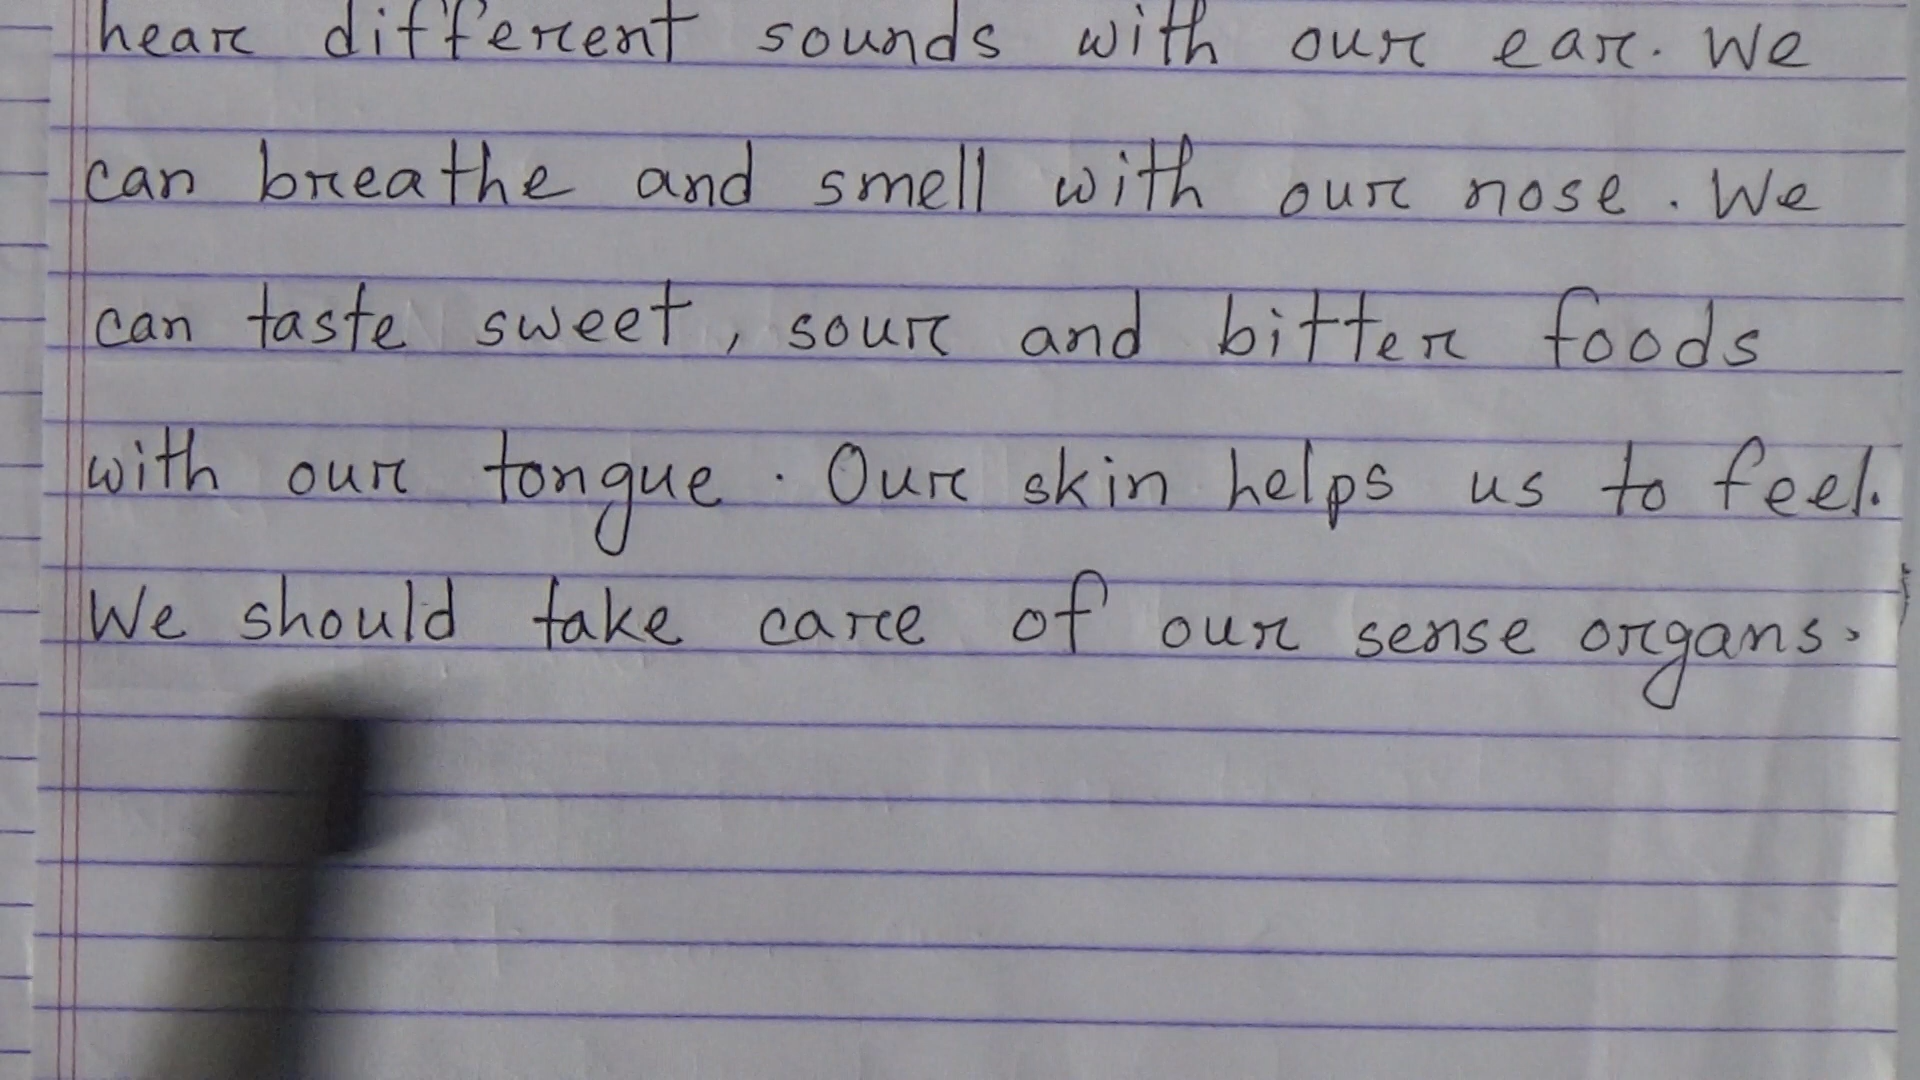 hear different sounds with our ear. We
can breathe and smell with our nose. We
can taste sweet, sour and bitter foods
with our tongue. Our skin helps us to feel.
We should take care of our sense organs.